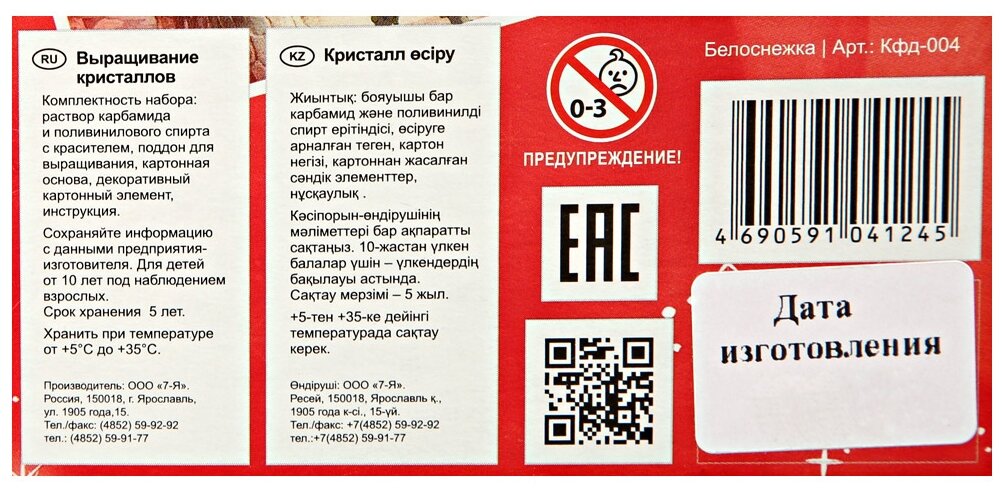 RU Выращивание
кристаллов
Комплектность набора:
раствор карбамида
и поливинилового спирта
с красителем, поддон для
выращивания, картонная
основа, декоративный
картонный элемент,
инструкция.
Сохраняйте информацию
с данными предприятия-
изготовителя. Для детей
от 10 лет под наблюдением
взрослых.
Срок хранения 5 лет.
Хранить при температуре
от +5°С до +35°С.
Производитель: ООО «7-Я».
Россия, 150018, г. Ярославль,
ул. 1905 года,15.
Тел./факс: (4852) 59-92-92
тел.: (4852) 59-91-77
KZ Кристалл өсіру
Жиынтық: бояуышы бар
карбамид және поливинилді
спирт ерітіндісі, өсіруге
арналған теген, картон
негізі, картоннан жасалған
сәндік элементтер,
нұсқаулық .
Кәсіпорын-өндірушінің
мәліметтері бар ақпаратты
сақтаңыз. 10-жастан үлкен
балалар үшін – үлкендердің
бақылауы астында.
Сақтау мерзімі – 5 жыл.
+5-тен +35-ке дейінгі
температурада сақтау
керек.
Өндіруші: ООО «7-Я».
Ресей, 150018, Ярославль қ.,
1905 года к-сі., 15-үй.
Тел./факс: +7(4852) 59-92-92
тел.:+7(4852) 59-91-77
0-3
ПРЕДУПРЕЖДЕНИЕ!
EAC
Белоснежка | Арт.: Кфд-004
4 690591 041245
Дата
изготовления